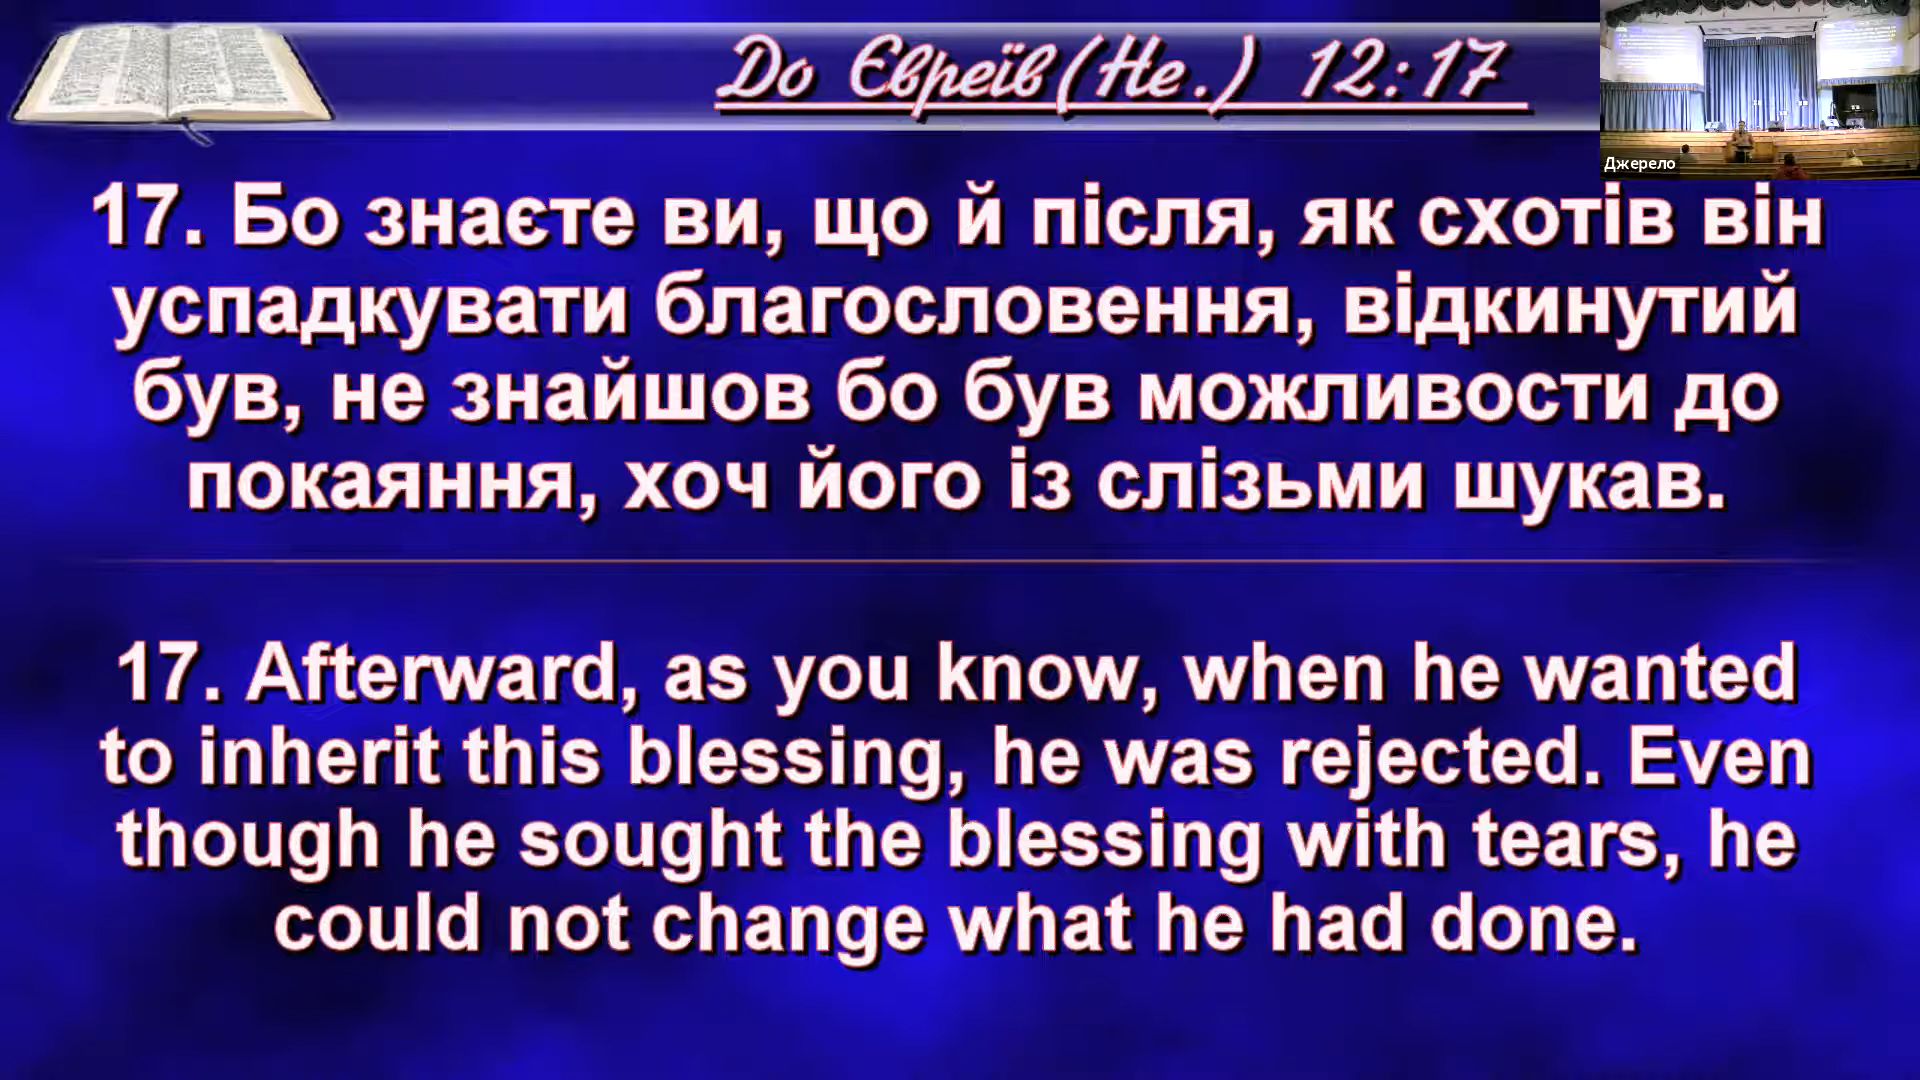 До Євреїв(Не.) 12:17
Джерело
17. Бо знаєте ви, що й після, як схотів він
успадкувати благословення, відкинутий
був, не знайшов бо був можливости до
покаяння, хоч його із слізьми шукав.
17. Afterward, as you know, when he wanted
to inherit this blessing, he was rejected. Even
though he sought the blessing with tears, he
could not change what he had done.